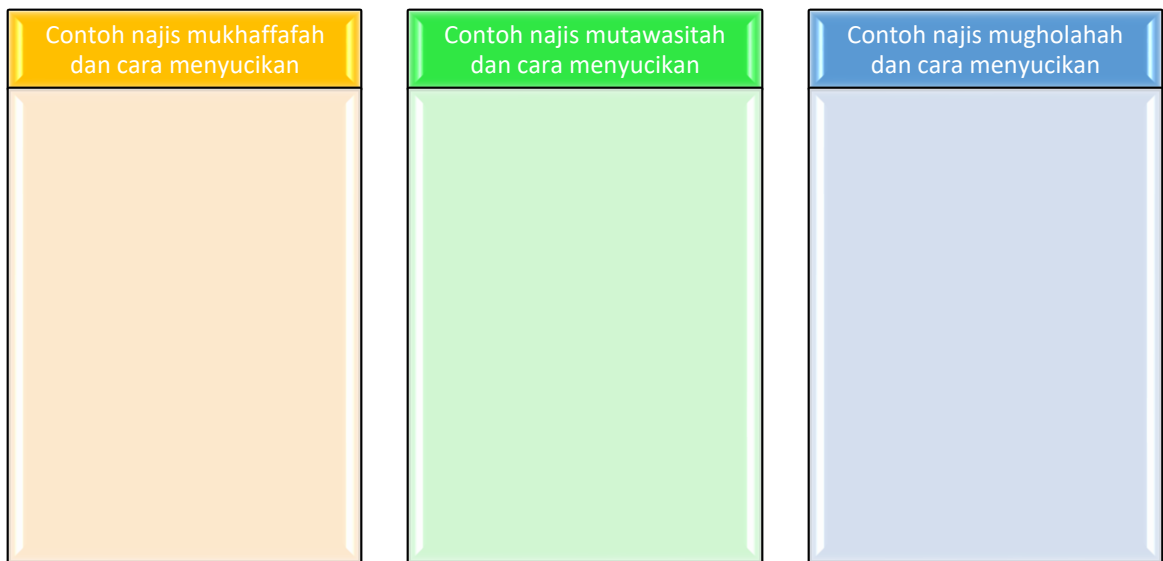 Contoh najis mukhaffafah
dan cara menyucikan
Contoh najis mutawasitah
dan cara menyucikan
Contoh najis mugholahah
dan cara menyucikan